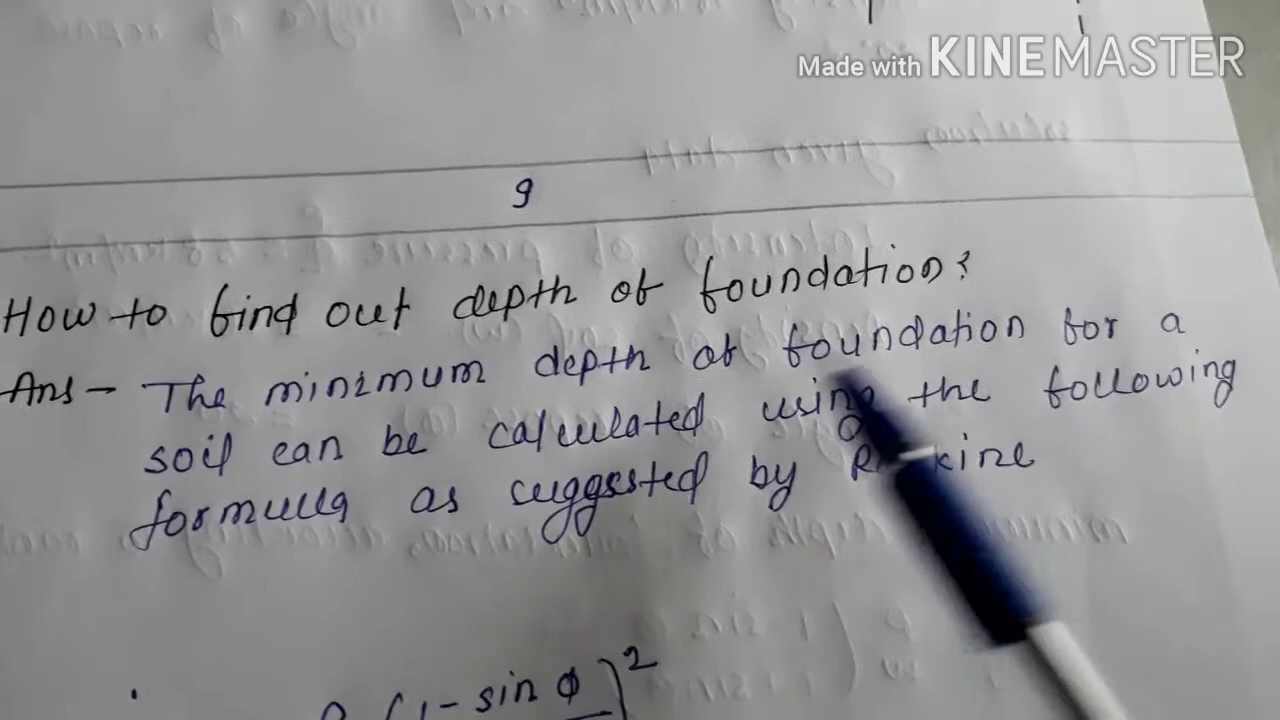 Made with KINEMASTER
9
How to find out depth of foundation?
Ans - The minimum depth of foundation for a
soil can be calculated using the following
formula as suggested by
(1 - sin φ)²